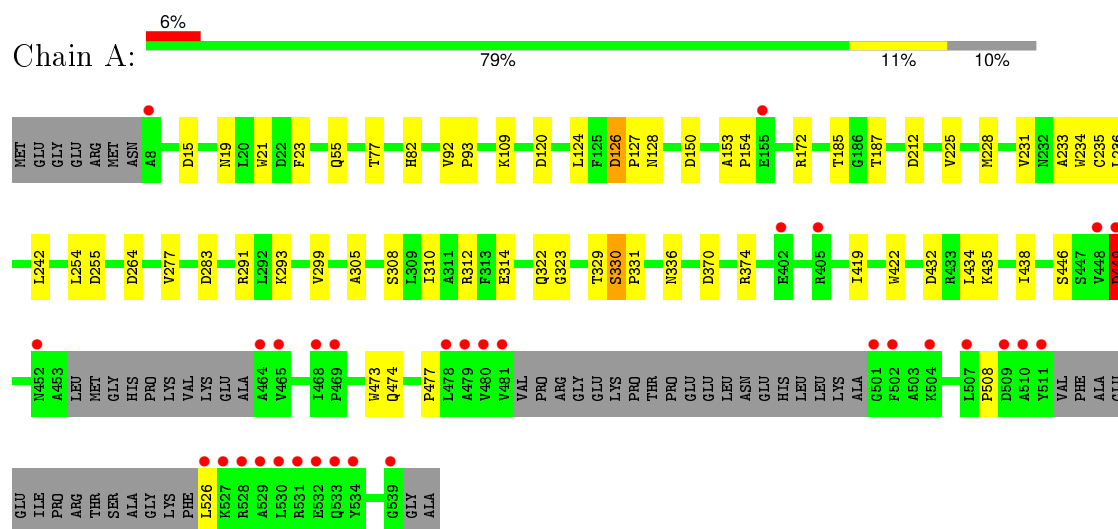 6%
Chain A:
79% 11% 10%
MET GLU GLY GLU ARG MET ASN A8 D15 N19 L20 W21 D22 F23 Q55 T77 H82 V92 P93 K109 D120 L124 F125 D126 P127 N128 D150 A153 P154 E155 R172 T185 G186 T187 D212 V225 M228 V231 N232 A233 W234 C235 L236
L242 L254 D255 D264 V277 D283 R291 L292 K293 V299 A305 S308 L309 I310 A311 R312 F313 E314 Q322 G323 T329 S330 P331 N336 D370 R374 E402 R405 I419 W422 D432 R433 L434 K435 I438 S446 S447 V448 D449
N452 A453 LEU MET GLY HIS PRO LYS VAL LYS GLU ALA A464 V465 I468 P469 W473 Q474 P477 L478 A479 V480 V481 VAL PRO ARG GLY GLU LYS PRO THR PRO GLU GLU LEU ASN GLU HIS LEU LEU LYS ALA G501 F502 A503 K504 L507 P508 D509 A510 Y511 VAL PHE ALA GLU
GLU ILE PRO ARG THR SER ALA GLY LYS PHE L526 K527 R528 A529 L530 R531 E532 Q533 Y534 G539 GLY ALA